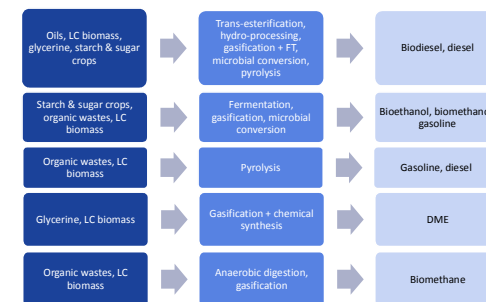 Oils, LC biomass,
glycerine, starch & sugar
crops
Trans-esterification,
hydro-processing,
gasification + FT,
microbial conversion,
pyrolysis
Biodiesel, diesel
Starch & sugar crops,
organic wastes, LC
biomass
Fermentation,
gasification, microbial
conversion
Bioethanol, biomethano
gasoline
Organic wastes, LC
biomass
Pyrolysis
Gasoline, diesel
Glycerine, LC biomass
Gasification + chemical
synthesis
DME
Organic wastes, LC
biomass
Anaerobic digestion,
gasification
Biomethane